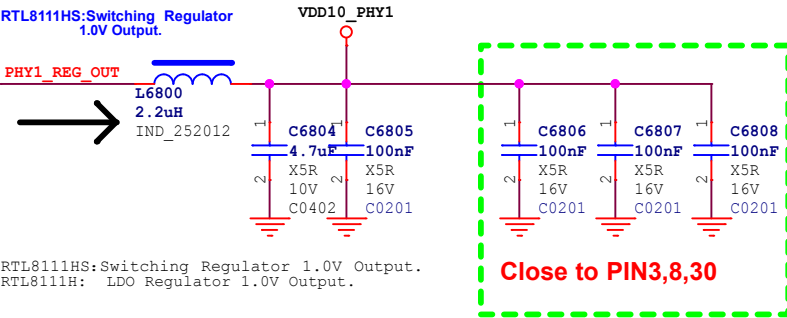 RTL8111HS:Switching Regulator
1.0V Output.
VDD10_PHY1
PHY1_REG_OUT
L6800
2.2uH
IND_252012
1
2
C6804
4.7uF
X5R
10V
C0402
1
2
C6805
100nF
X5R
16V
C0201
1
2
C6806
100nF
X5R
16V
C0201
1
2
C6807
100nF
X5R
16V
C0201
1
2
C6808
100nF
X5R
16V
C0201
Close to PIN3,8,30
RTL8111HS:Switching Regulator 1.0V Output.
RTL8111H: LDO Regulator 1.0V Output.